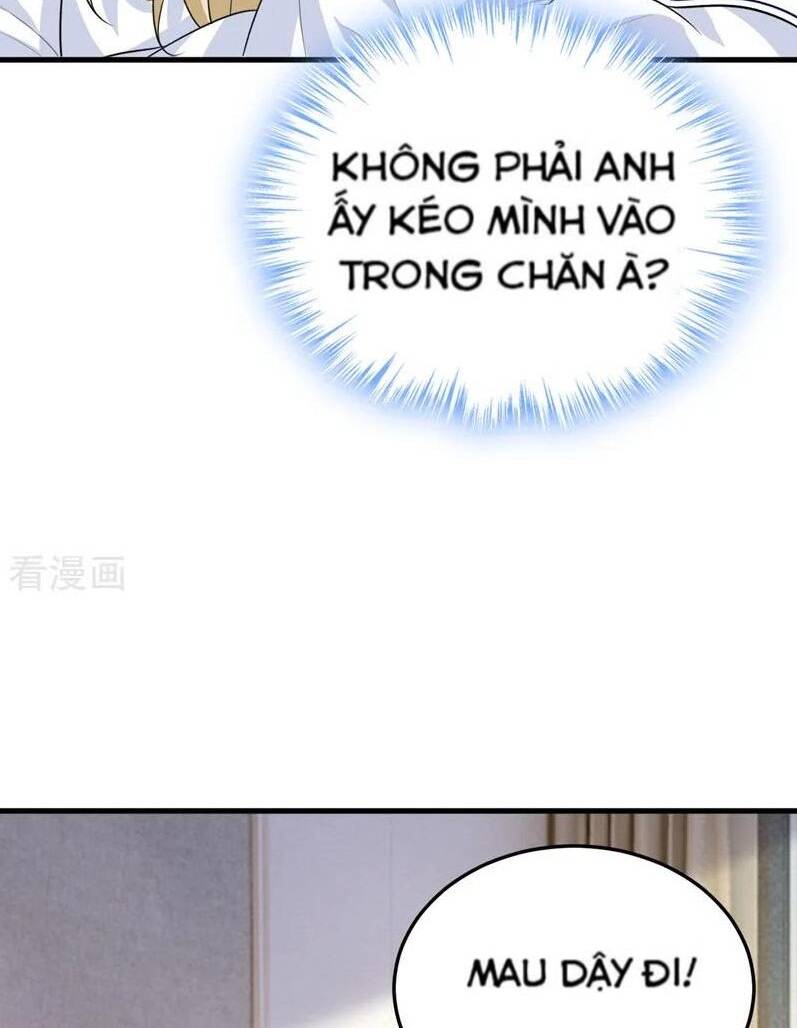 KHÔNG PHẢI ANH
ẤY KÉO MÌNH VÀO
TRONG CHĂN À?
看漫画
MAU DẬY ĐI!